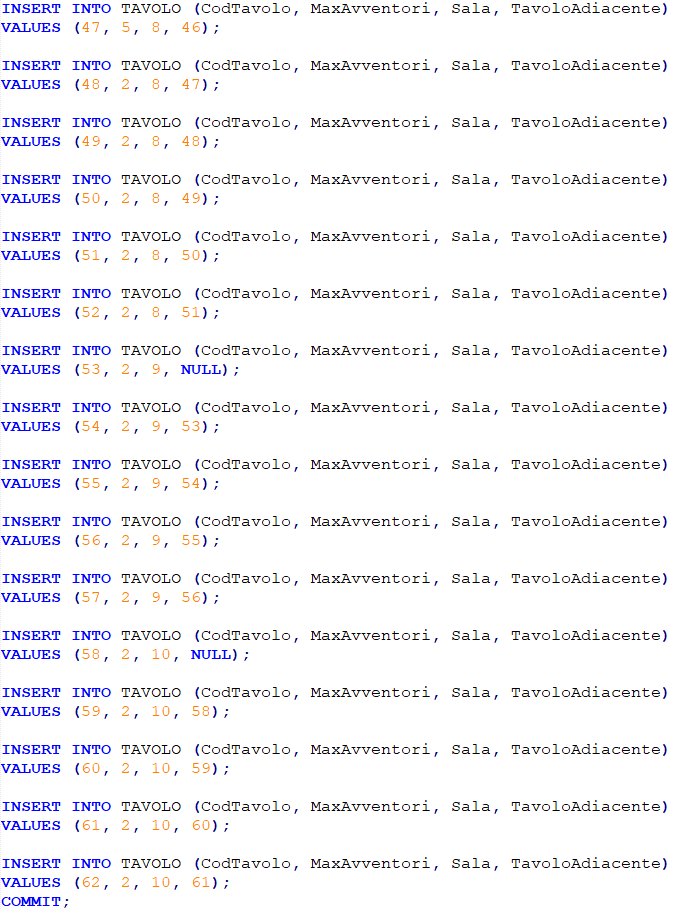 INSERT INTO TAVOLO (CodTavolo, MaxAvventori, Sala, TavoloAdiacente)
VALUES (47, 5, 8, 46);
INSERT INTO TAVOLO (CodTavolo, MaxAvventori, Sala, TavoloAdiacente)
VALUES (48, 2, 8, 47);
INSERT INTO TAVOLO (CodTavolo, MaxAvventori, Sala, TavoloAdiacente)
VALUES (49, 2, 8, 48);
INSERT INTO TAVOLO (CodTavolo, MaxAvventori, Sala, TavoloAdiacente)
VALUES (50, 2, 8, 49);
INSERT INTO TAVOLO (CodTavolo, MaxAvventori, Sala, TavoloAdiacente)
VALUES (51, 2, 8, 50);
INSERT INTO TAVOLO (CodTavolo, MaxAvventori, Sala, TavoloAdiacente)
VALUES (52, 2, 8, 51);
INSERT INTO TAVOLO (CodTavolo, MaxAvventori, Sala, TavoloAdiacente)
VALUES (53, 2, 9, NULL);
INSERT INTO TAVOLO (CodTavolo, MaxAvventori, Sala, TavoloAdiacente)
VALUES (54, 2, 9, 53);
INSERT INTO TAVOLO (CodTavolo, MaxAvventori, Sala, TavoloAdiacente)
VALUES (55, 2, 9, 54);
INSERT INTO TAVOLO (CodTavolo, MaxAvventori, Sala, TavoloAdiacente)
VALUES (56, 2, 9, 55);
INSERT INTO TAVOLO (CodTavolo, MaxAvventori, Sala, TavoloAdiacente)
VALUES (57, 2, 9, 56);
INSERT INTO TAVOLO (CodTavolo, MaxAvventori, Sala, TavoloAdiacente)
VALUES (58, 2, 10, NULL);
INSERT INTO TAVOLO (CodTavolo, MaxAvventori, Sala, TavoloAdiacente)
VALUES (59, 2, 10, 58);
INSERT INTO TAVOLO (CodTavolo, MaxAvventori, Sala, TavoloAdiacente)
VALUES (60, 2, 10, 59);
INSERT INTO TAVOLO (CodTavolo, MaxAvventori, Sala, TavoloAdiacente)
VALUES (61, 2, 10, 60);
INSERT INTO TAVOLO (CodTavolo, MaxAvventori, Sala, TavoloAdiacente)
VALUES (62, 2, 10, 61);
COMMIT;